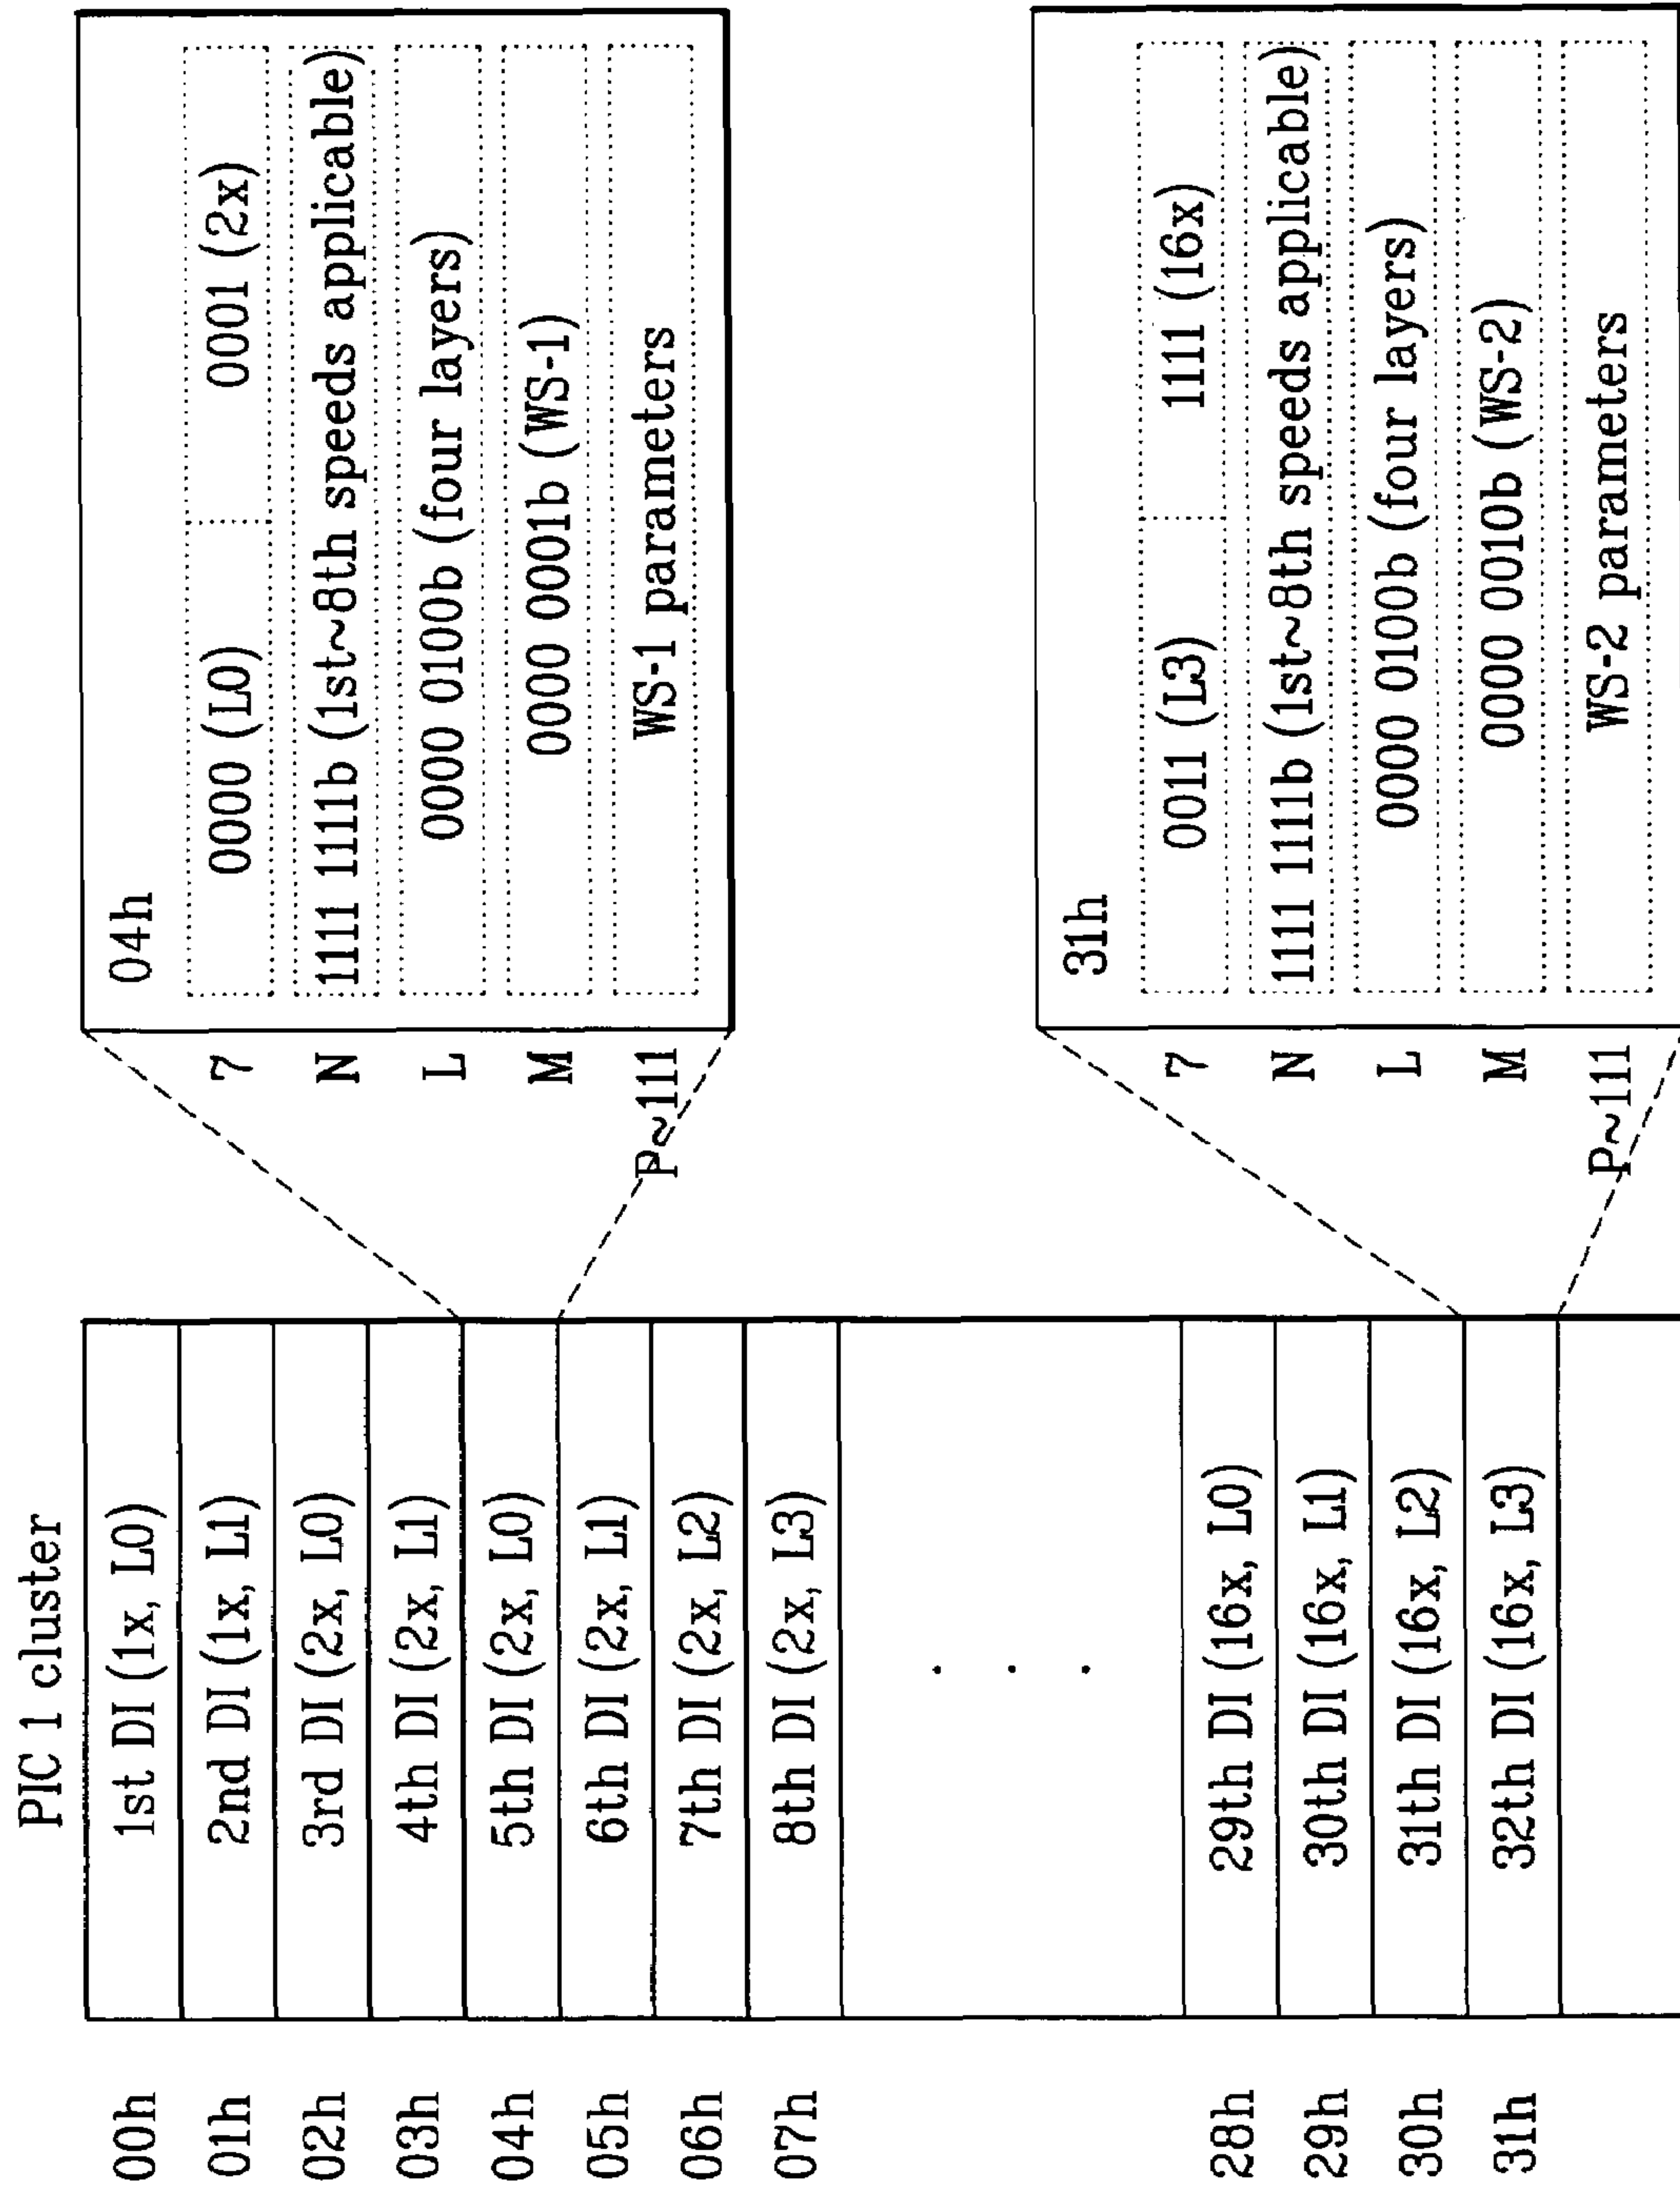 PIC 1 cluster
00h 1st DI (1x, L0)
01h 2nd DI (1x, L1)
02h 3rd DI (2x, L0)
03h 4th DI (2x, L1)
04h 5th DI (2x, L0)
05h 6th DI (2x, L1)
06h 7th DI (2x, L2)
07h 8th DI (2x, L3)
. . .
28h 29th DI (16x, L0)
29h 30th DI (16x, L1)
30h 31th DI (16x, L2)
31h 32th DI (16x, L3)
04h
7 0000 (L0) 0001 (2x)
N 1111 1111b (1st~8th speeds applicable)
L 0000 0100b (four layers)
M 0000 0001b (WS-1)
P~111 WS-1 parameters
31h
7 0011 (L3) 1111 (16x)
N 1111 111b (1st~8th speeds applicable)
L 0000 0100b (four layers)
M 0000 0010b (WS-2)
P~111 WS-2 parameters